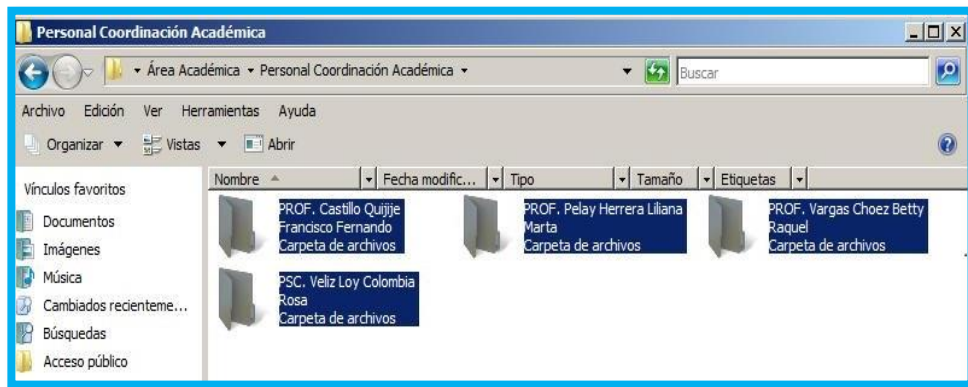 Personal Coordinación Académica
Área Académica Personal Coordinación Académica
Buscar
Archivo Edición Ver Herramientas Ayuda
Organizar Vistas Abrir
Vínculos favoritos
Documentos
Imágenes
Música
Cambiados recienteme...
Búsquedas
Acceso público
Nombre Fecha modific... Tipo Tamaño Etiquetas
PROF. Castillo Quijije
Francisco Fernando
Carpeta de archivos
PROF. Pelay Herrera Liliana
Marta
Carpeta de archivos
PROF. Vargas Choez Betty
Raquel
Carpeta de archivos
PSC. Veliz Loy Colombia
Rosa
Carpeta de archivos